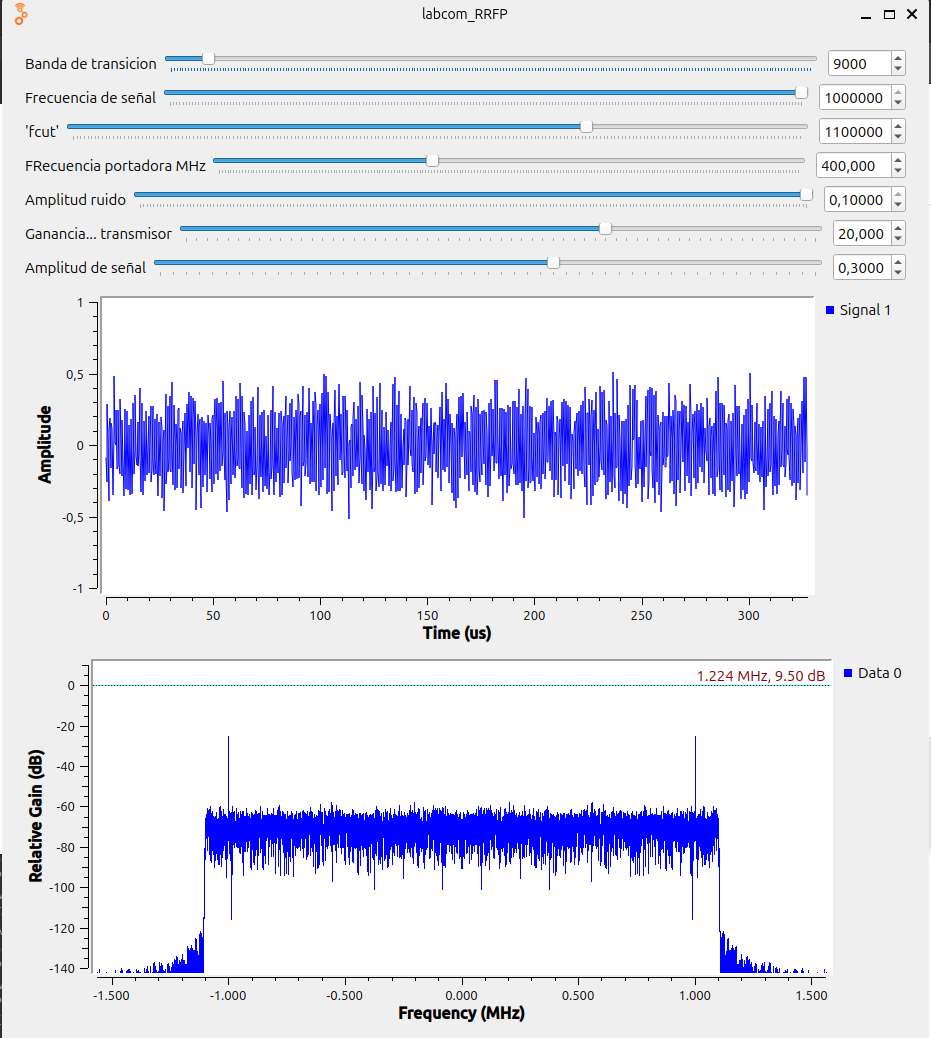 labcom_RRFP
Banda de transicion 9000
Frecuencia de señal 1000000
'fcut' 1100000
FRecuencia portadora MHz 400,000
Amplitud ruido 0,10000
Ganancia... transmisor 20,000
Amplitud de señal 0,3000
1
0,5
0
-0,5
-1
Amplitude
Signal 1
0 50 100 150 200 250 300
Time (us)
1.224 MHz, 9.50 dB
Data 0
0
-20
-40
-60
-80
-100
-120
-140
Relative Gain (dB)
-1.500 -1.000 -0.500 0.000 0.500 1.000 1.500
Frequency (MHz)